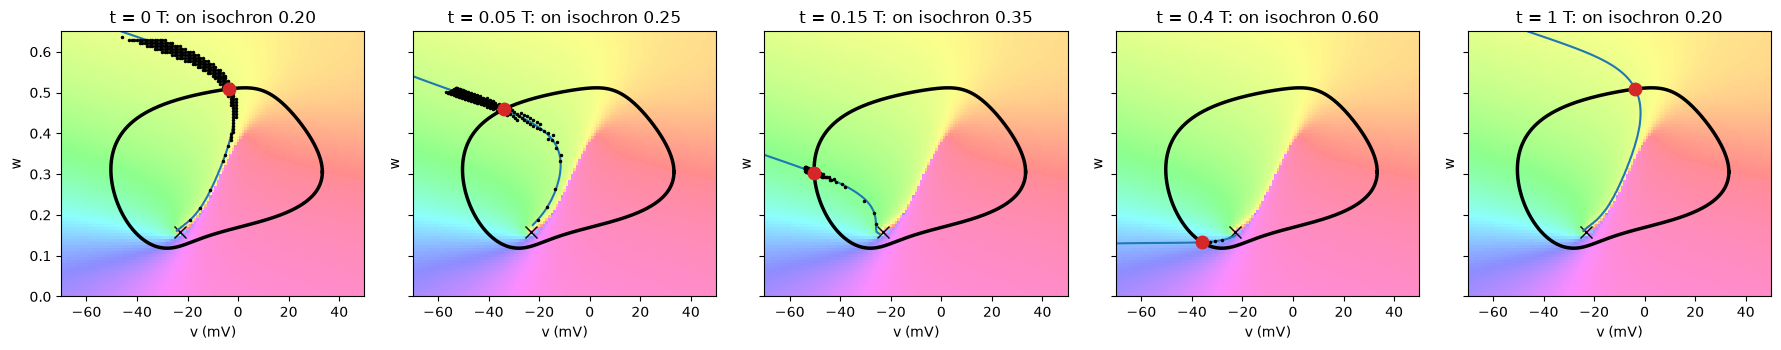 t = 0 T: on isochron 0.20
t = 0.05 T: on isochron 0.25
t = 0.15 T: on isochron 0.35
t = 0.4 T: on isochron 0.60
t = 1 T: on isochron 0.20
0.6
0.5
0.4
0.3
0.2
0.1
0.0
w
w
w
w
w
−60 −40 −20 0 20 40
−60 −40 −20 0 20 40
−60 −40 −20 0 20 40
−60 −40 −20 0 20 40
−60 −40 −20 0 20 40
v (mV)
v (mV)
v (mV)
v (mV)
v (mV)